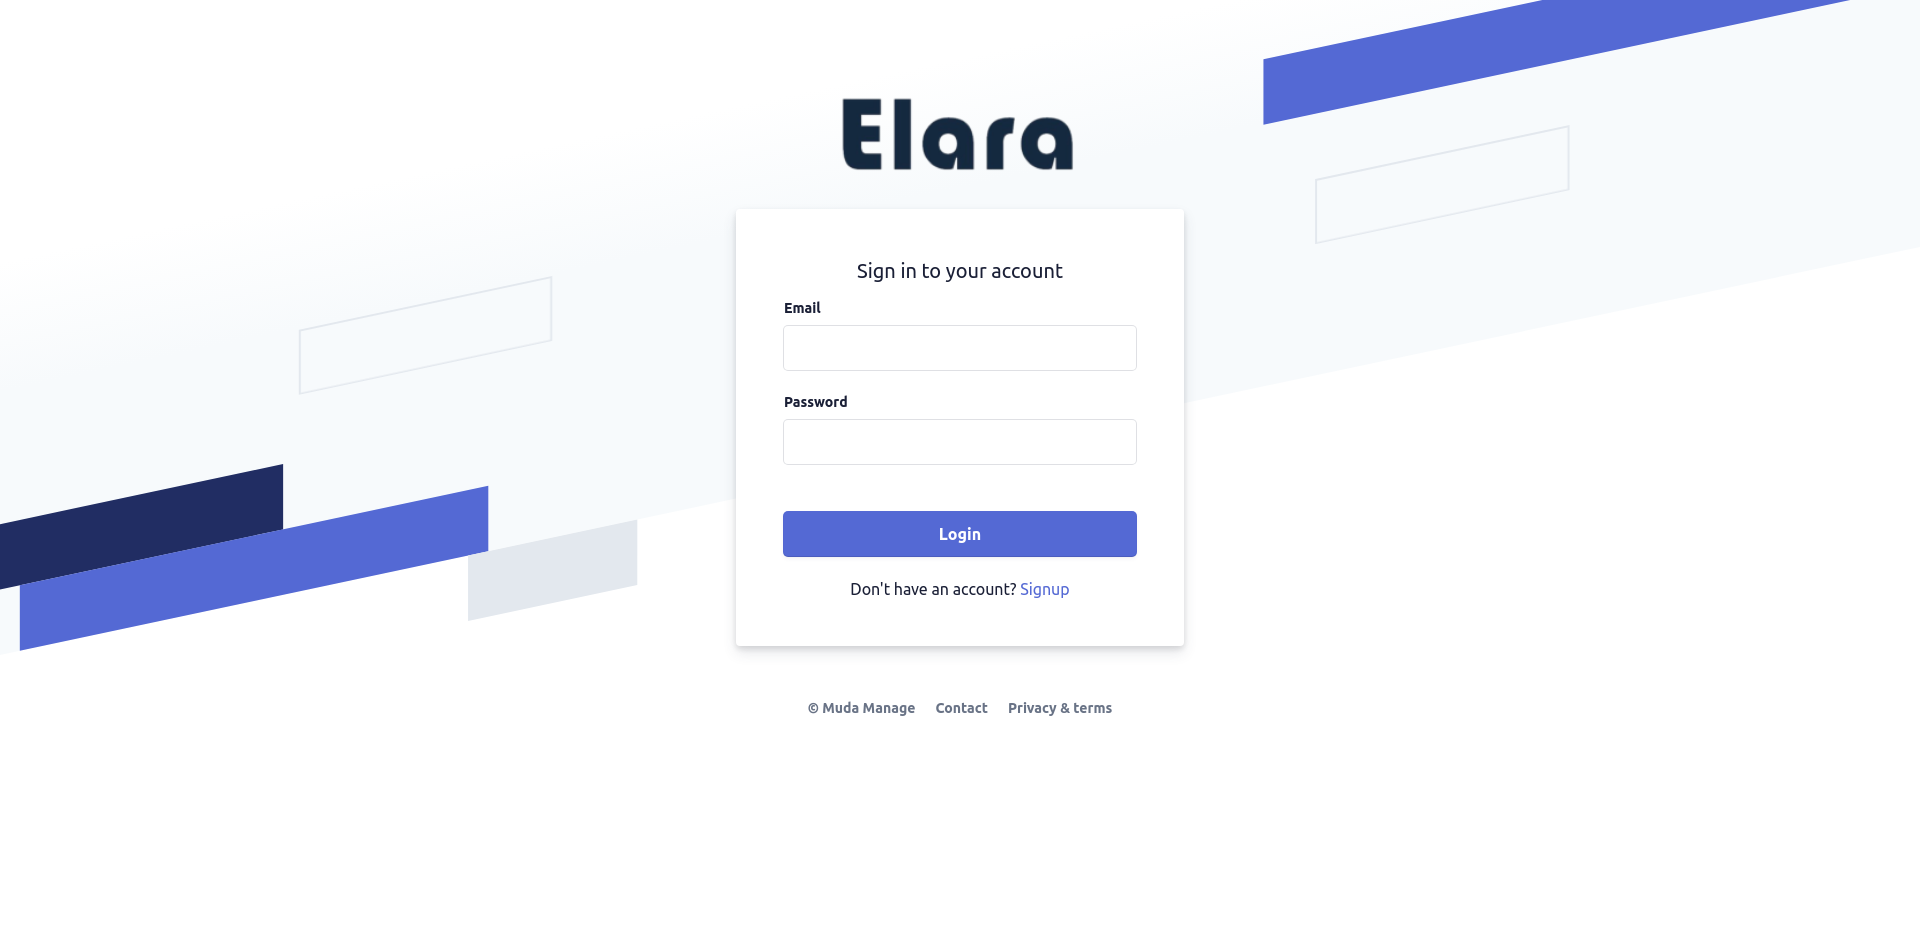 Elara
Sign in to your account
Email
Password
Login
Don't have an account? Signup
© Muda Manage Contact Privacy & terms